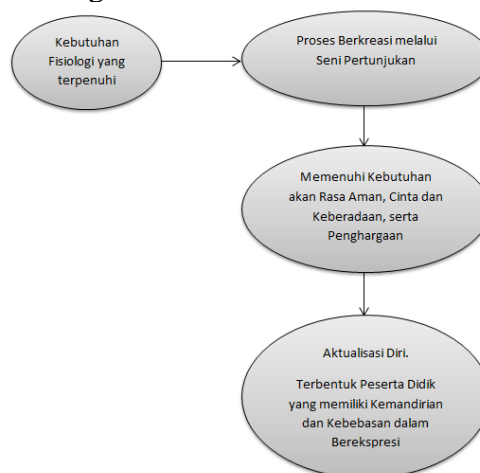 Kebutuhan
Fisiologi yang
terpenuhi
Proses Berkreasi melalui
Seni Pertunjukan
Memenuhi Kebutuhan
akan Rasa Aman, Cinta dan
Keberadaan, serta
Penghargaan
Aktualisasi Diri.
Terbentuk Peserta Didik
yang memiliki Kemandirian
dan Kebebasan dalam
Berekspresi